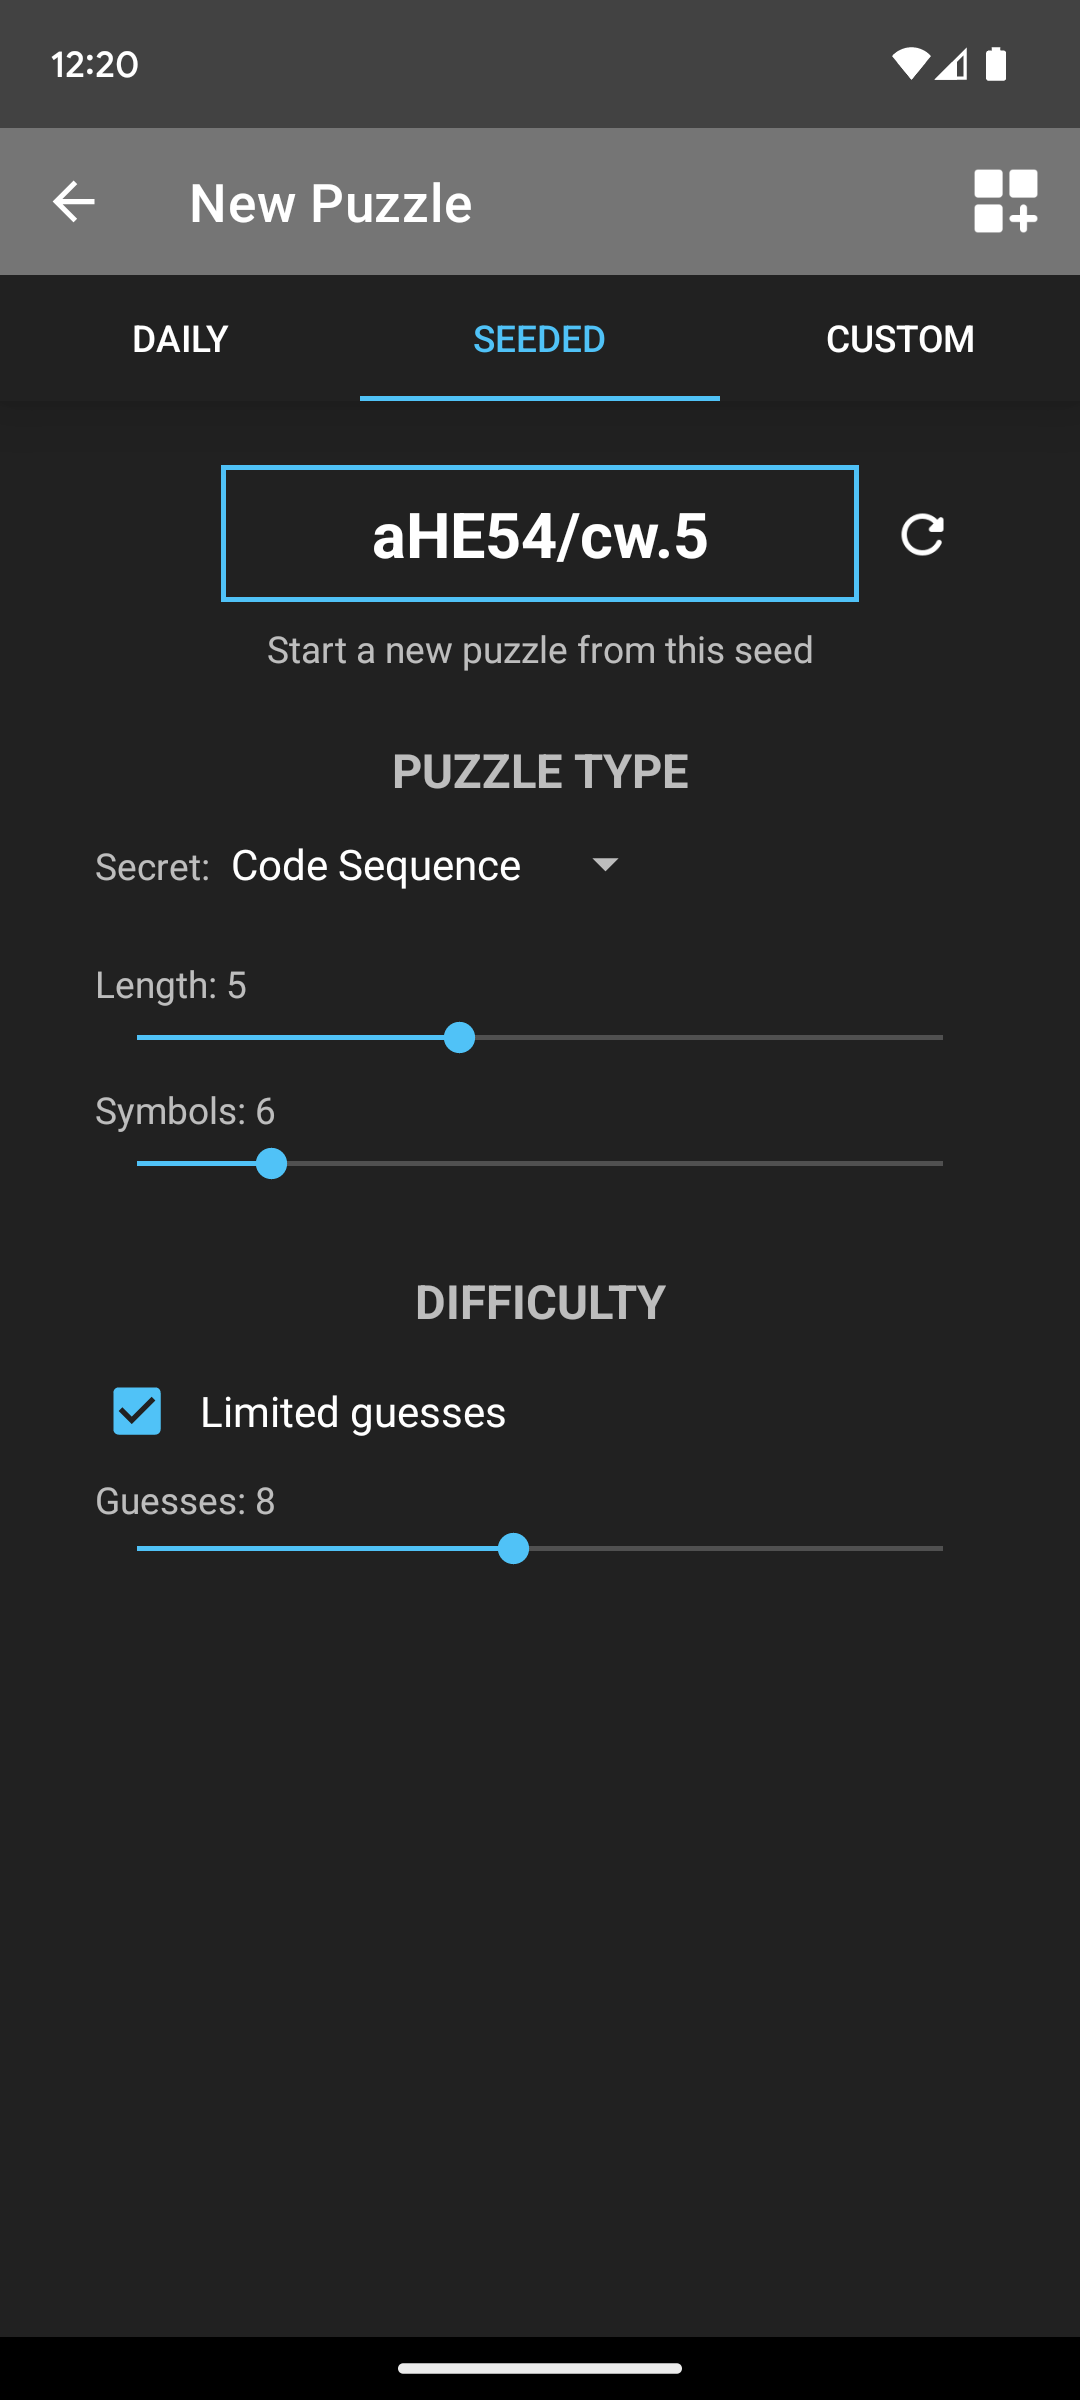 12:20
New Puzzle
DAILY
SEEDED
CUSTOM
aHE54/cw.5
Start a new puzzle from this seed
PUZZLE TYPE
Secret: Code Sequence
Length: 5
Symbols: 6
DIFFICULTY
Limited guesses
Guesses: 8